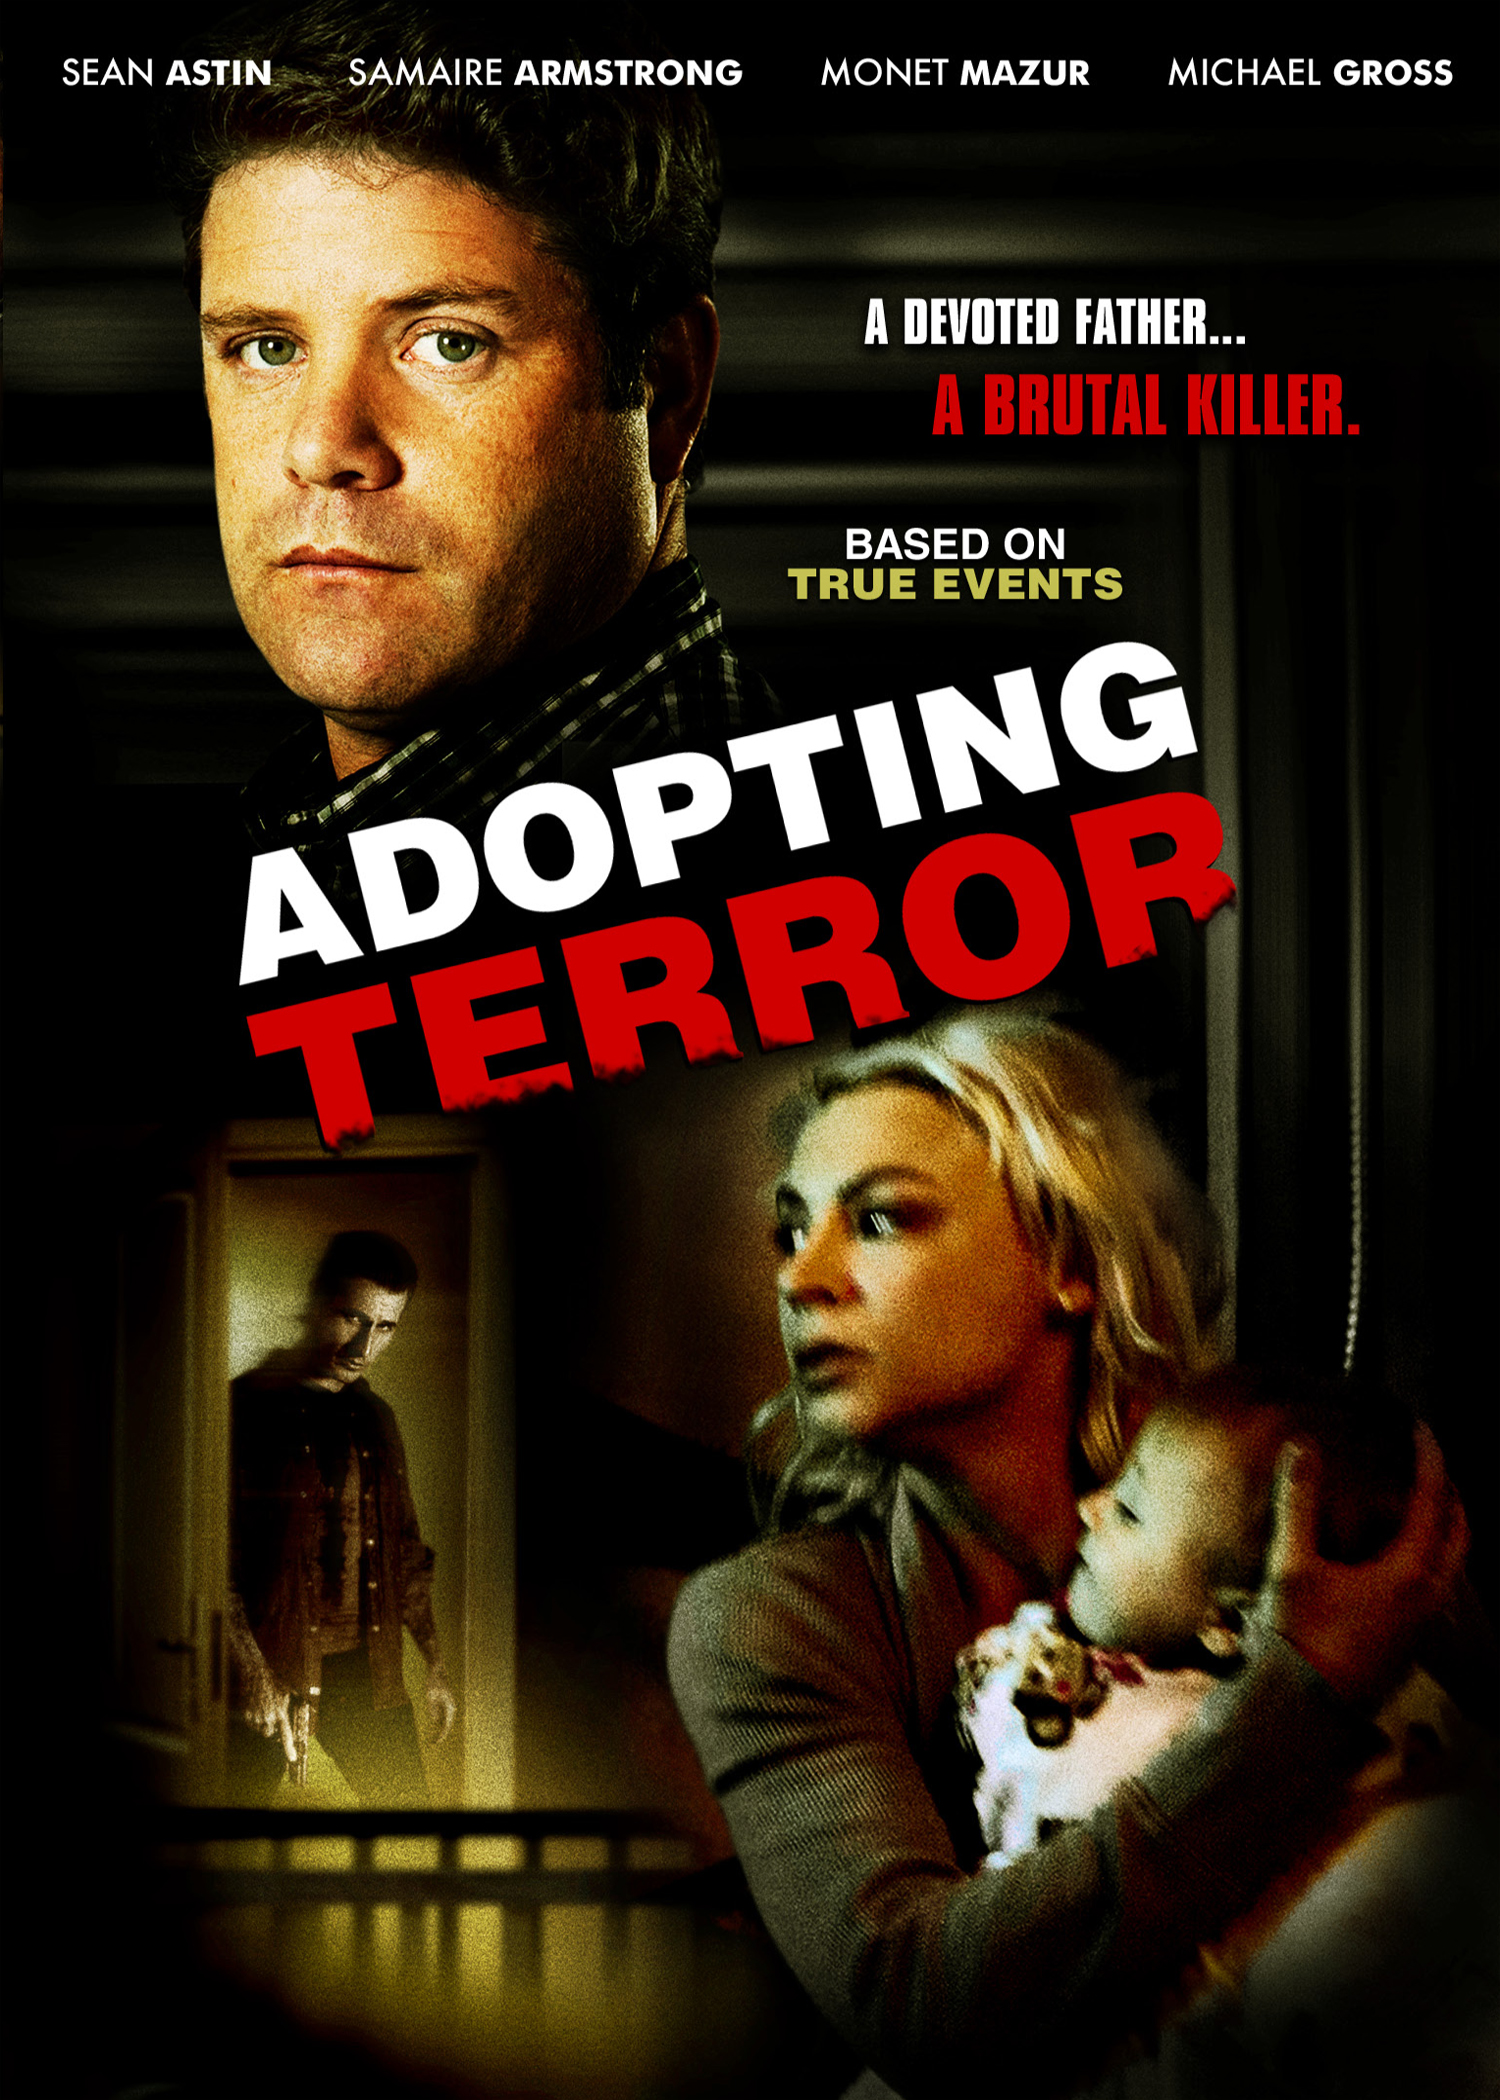 SEAN ASTIN SAMAIRE ARMSTRONG MONET MAZUR MICHAEL GROSS
A DEVOTED FATHER...
A BRUTAL KILLER.
BASED ON
TRUE EVENTS
ADOPTING
TERROR